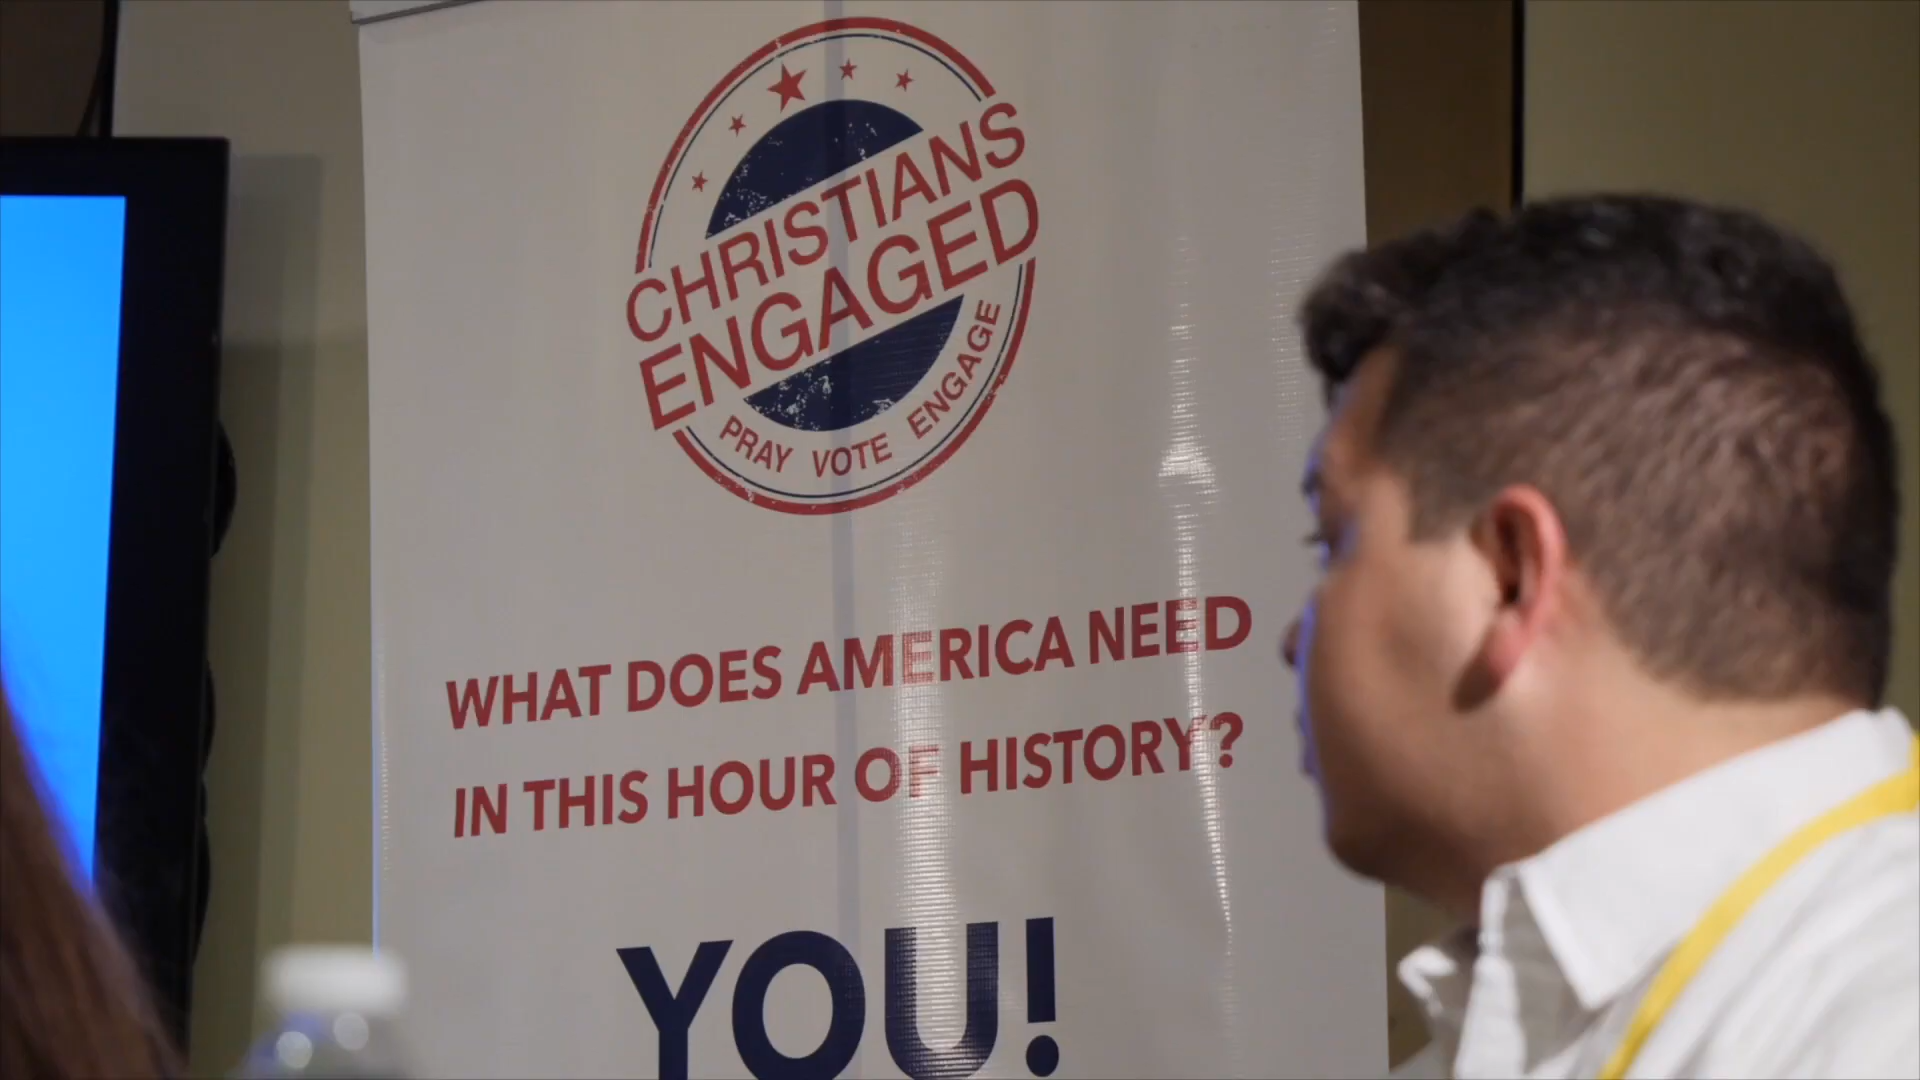 CHRISTIANS
ENGAGED
PRAY VOTE ENGAGE
WHAT DOES AMERICA NEED
IN THIS HOUR OF HISTORY?
YOU!